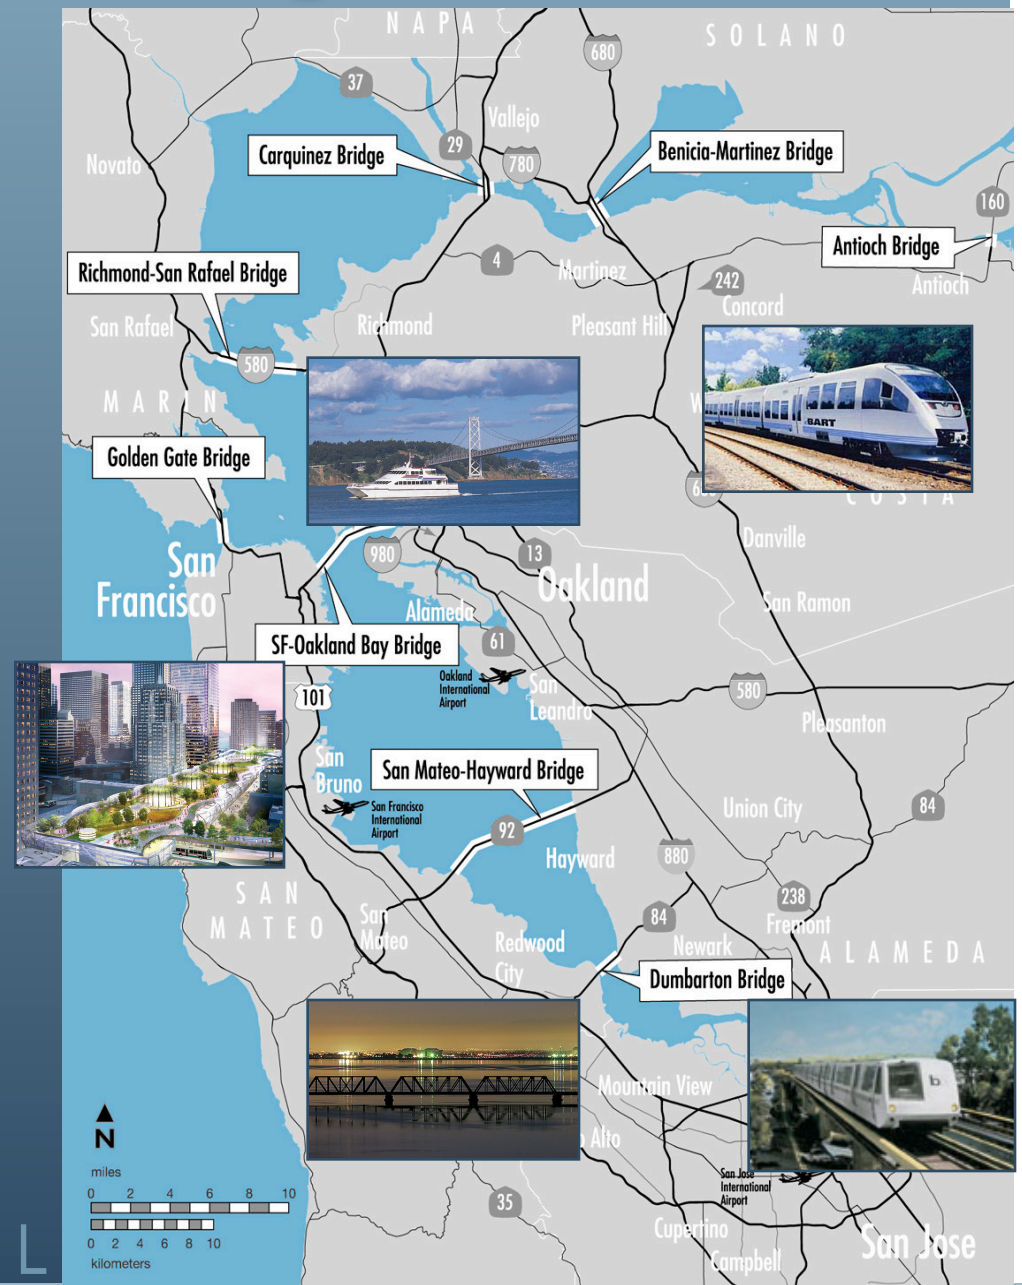 NAPA
SOLANO
680
37
Vallejo
29
780
Carquinez Bridge
Benicia-Martinez Bridge
Novato
160
Antioch Bridge
Richmond-San Rafael Bridge
4
Martinez
242
Antioch
Concord
San Rafael
Richmond
Pleasant Hill
580
MARIN
BART
Golden Gate Bridge
COSTA
Danville
San
Francisco
980
13
Oakland
San Ramon
Alameda
61
SF-Oakland Bay Bridge
Oakland
International
Airport
San
Leandro
101
580
Pleasanton
San
Bruno
San Mateo-Hayward Bridge
San Francisco
International
Airport
92
Union City
84
Hayward
880
238
SAN
MATEO
San
Mateo
84
Fremont
Redwood
City
Newark
ALAMEDA
Dumbarton Bridge
b
Mountain View
Alto
N
miles
0 2 4 6 8 10
0 2 4 6 8 10
kilometers
San Jose
International
Airport
35
Cupertino
San Jose
Campbell